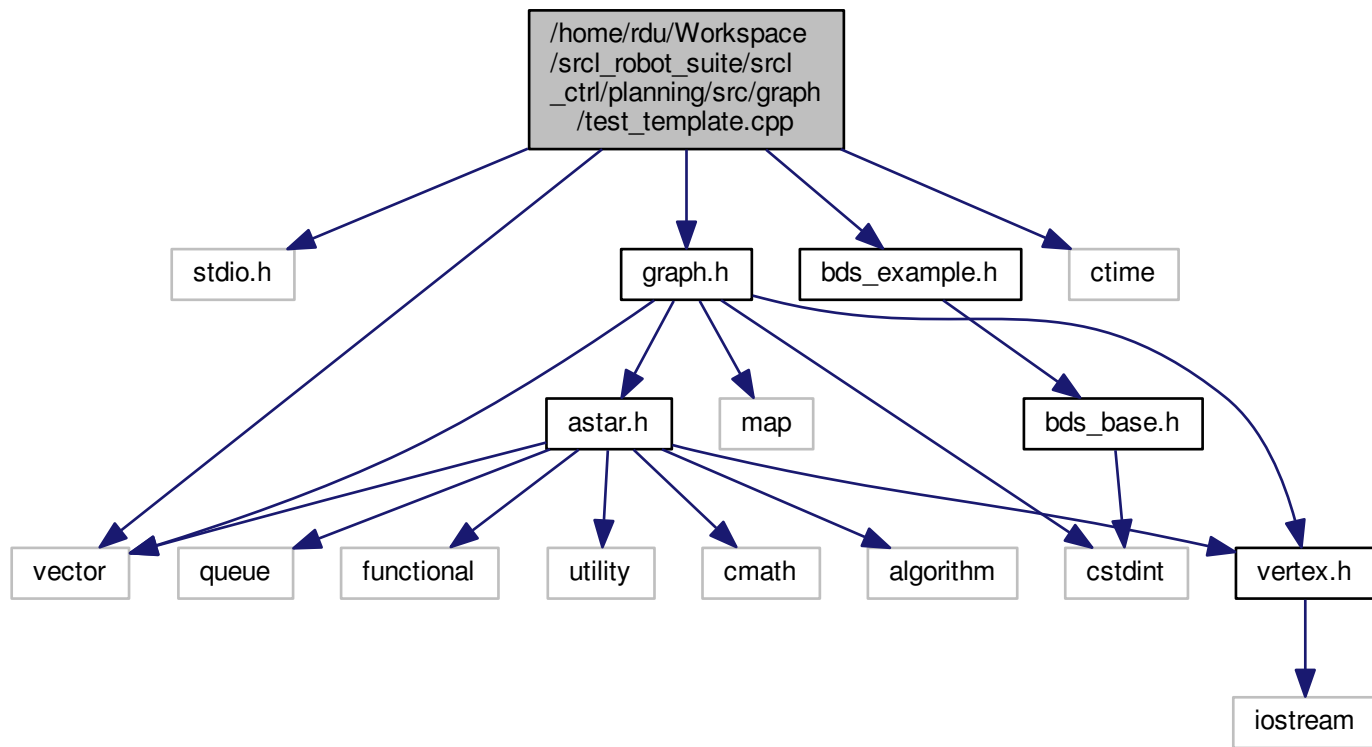 /home/rdu/Workspace
/srcl_robot_suite/srcl
_ctrl/planning/src/graph
/test_template.cpp
stdio.h
graph.h
bds_example.h
ctime
astar.h
map
bds_base.h
vector
queue
functional
utility
cmath
algorithm
cstdint
vertex.h
iostream